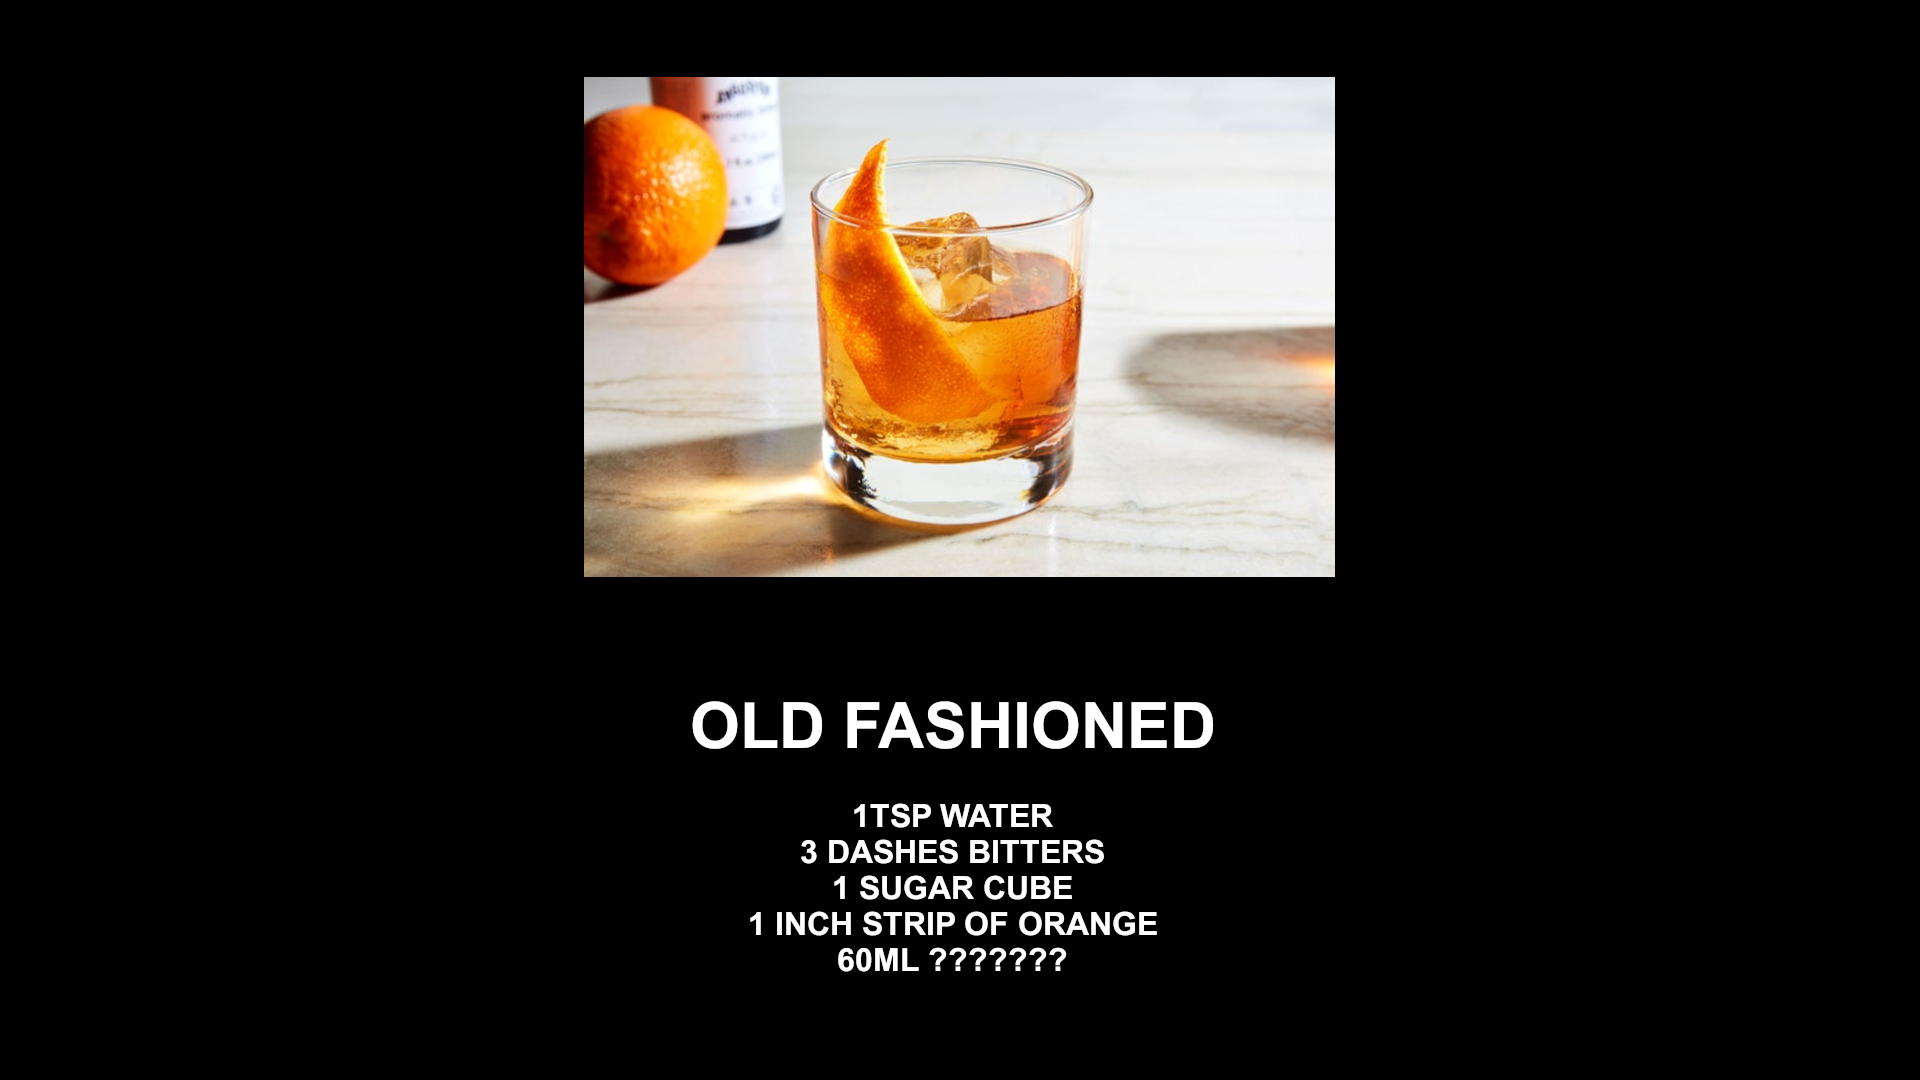 OLD FASHIONED
1TSP WATER
3 DASHES BITTERS
1 SUGAR CUBE
1 INCH STRIP OF ORANGE
60ML ???????